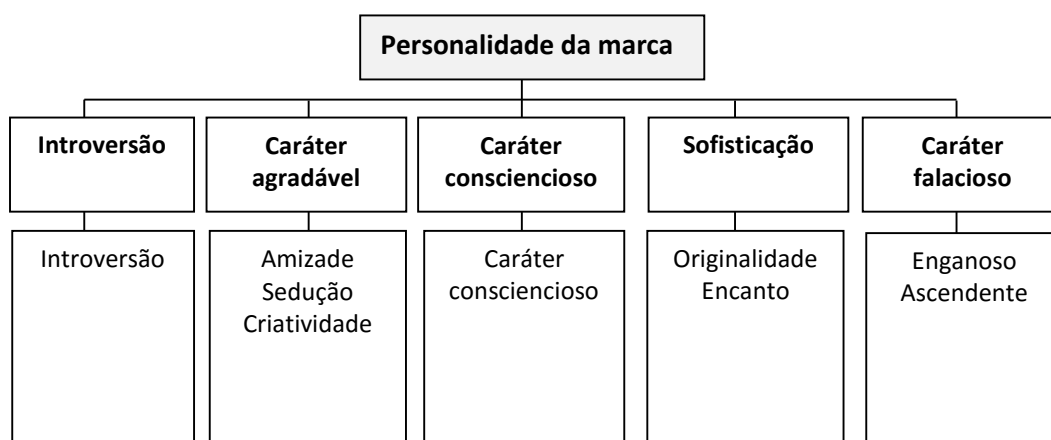 Personalidade da marca
Introversão
Caráter
agradável
Caráter
consciencioso
Sofisticação
Caráter
falacioso
Introversão
Amizade
Sedução
Criatividade
Caráter
consciencioso
Originalidade
Encanto
Enganoso
Ascendente